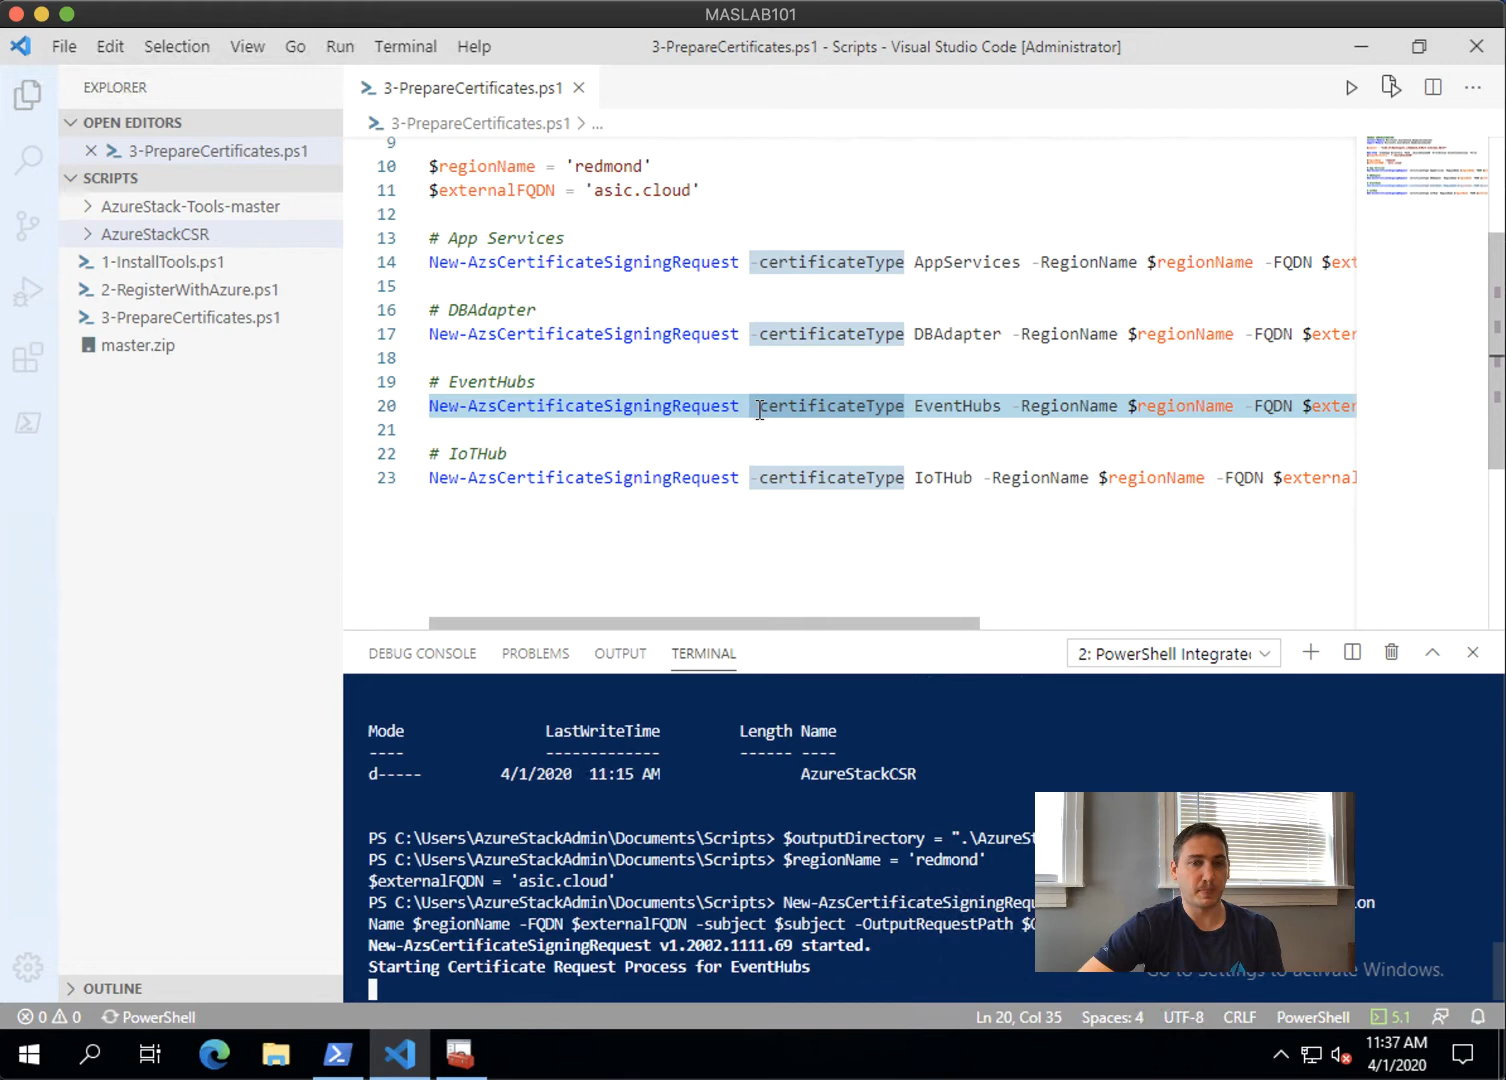 MASLAB101
File Edit Selection View Go Run Terminal Help 3-PrepareCertificates.ps1 - Scripts - Visual Studio Code [Administrator]
EXPLORER
OPEN EDITORS
3-PrepareCertificates.ps1
SCRIPTS
AzureStack-Tools-master
AzureStackCSR
1-InstallTools.ps1
2-RegisterWithAzure.ps1
3-PrepareCertificates.ps1
master.zip
OUTLINE
3-PrepareCertificates.ps1
3-PrepareCertificates.ps1 > ...
9
10 $regionName = 'redmond'
11 $externalFQDN = 'asic.cloud'
12
13 # App Services
14 New-AzsCertificateSigningRequest -certificateType AppServices -RegionName $regionName -FQDN $ext
15
16 # DBAdapter
17 New-AzsCertificateSigningRequest -certificateType DBAdapter -RegionName $regionName -FQDN $exter
18
19 # EventHubs
20 New-AzsCertificateSigningRequest -certificateType EventHubs -RegionName $regionName -FQDN $exter
21
22 # IoTHub
23 New-AzsCertificateSigningRequest -certificateType IoTHub -RegionName $regionName -FQDN $external
DEBUG CONSOLE PROBLEMS OUTPUT TERMINAL 2: PowerShell Integrate
Mode LastWriteTime Length Name
---- ------------- ------ ----
d----- 4/1/2020 11:15 AM AzureStackCSR
PS C:\Users\AzureStackAdmin\Documents\Scripts> $outputDirectory = ".\AzureSt
PS C:\Users\AzureStackAdmin\Documents\Scripts> $regionName = 'redmond'
$externalFQDN = 'asic.cloud'
PS C:\Users\AzureStackAdmin\Documents\Scripts> New-AzsCertificateSigningRequ on
Name $regionName -FQDN $externalFQDN -subject $subject -OutputRequestPath $
New-AzsCertificateSigningRequest v1.2002.1111.69 started.
Starting Certificate Request Process for EventHubs
Go to Settings to activate Windows.
0 0 PowerShell Ln 20, Col 35 Spaces: 4 UTF-8 CRLF PowerShell 5.1
11:37 AM
4/1/2020